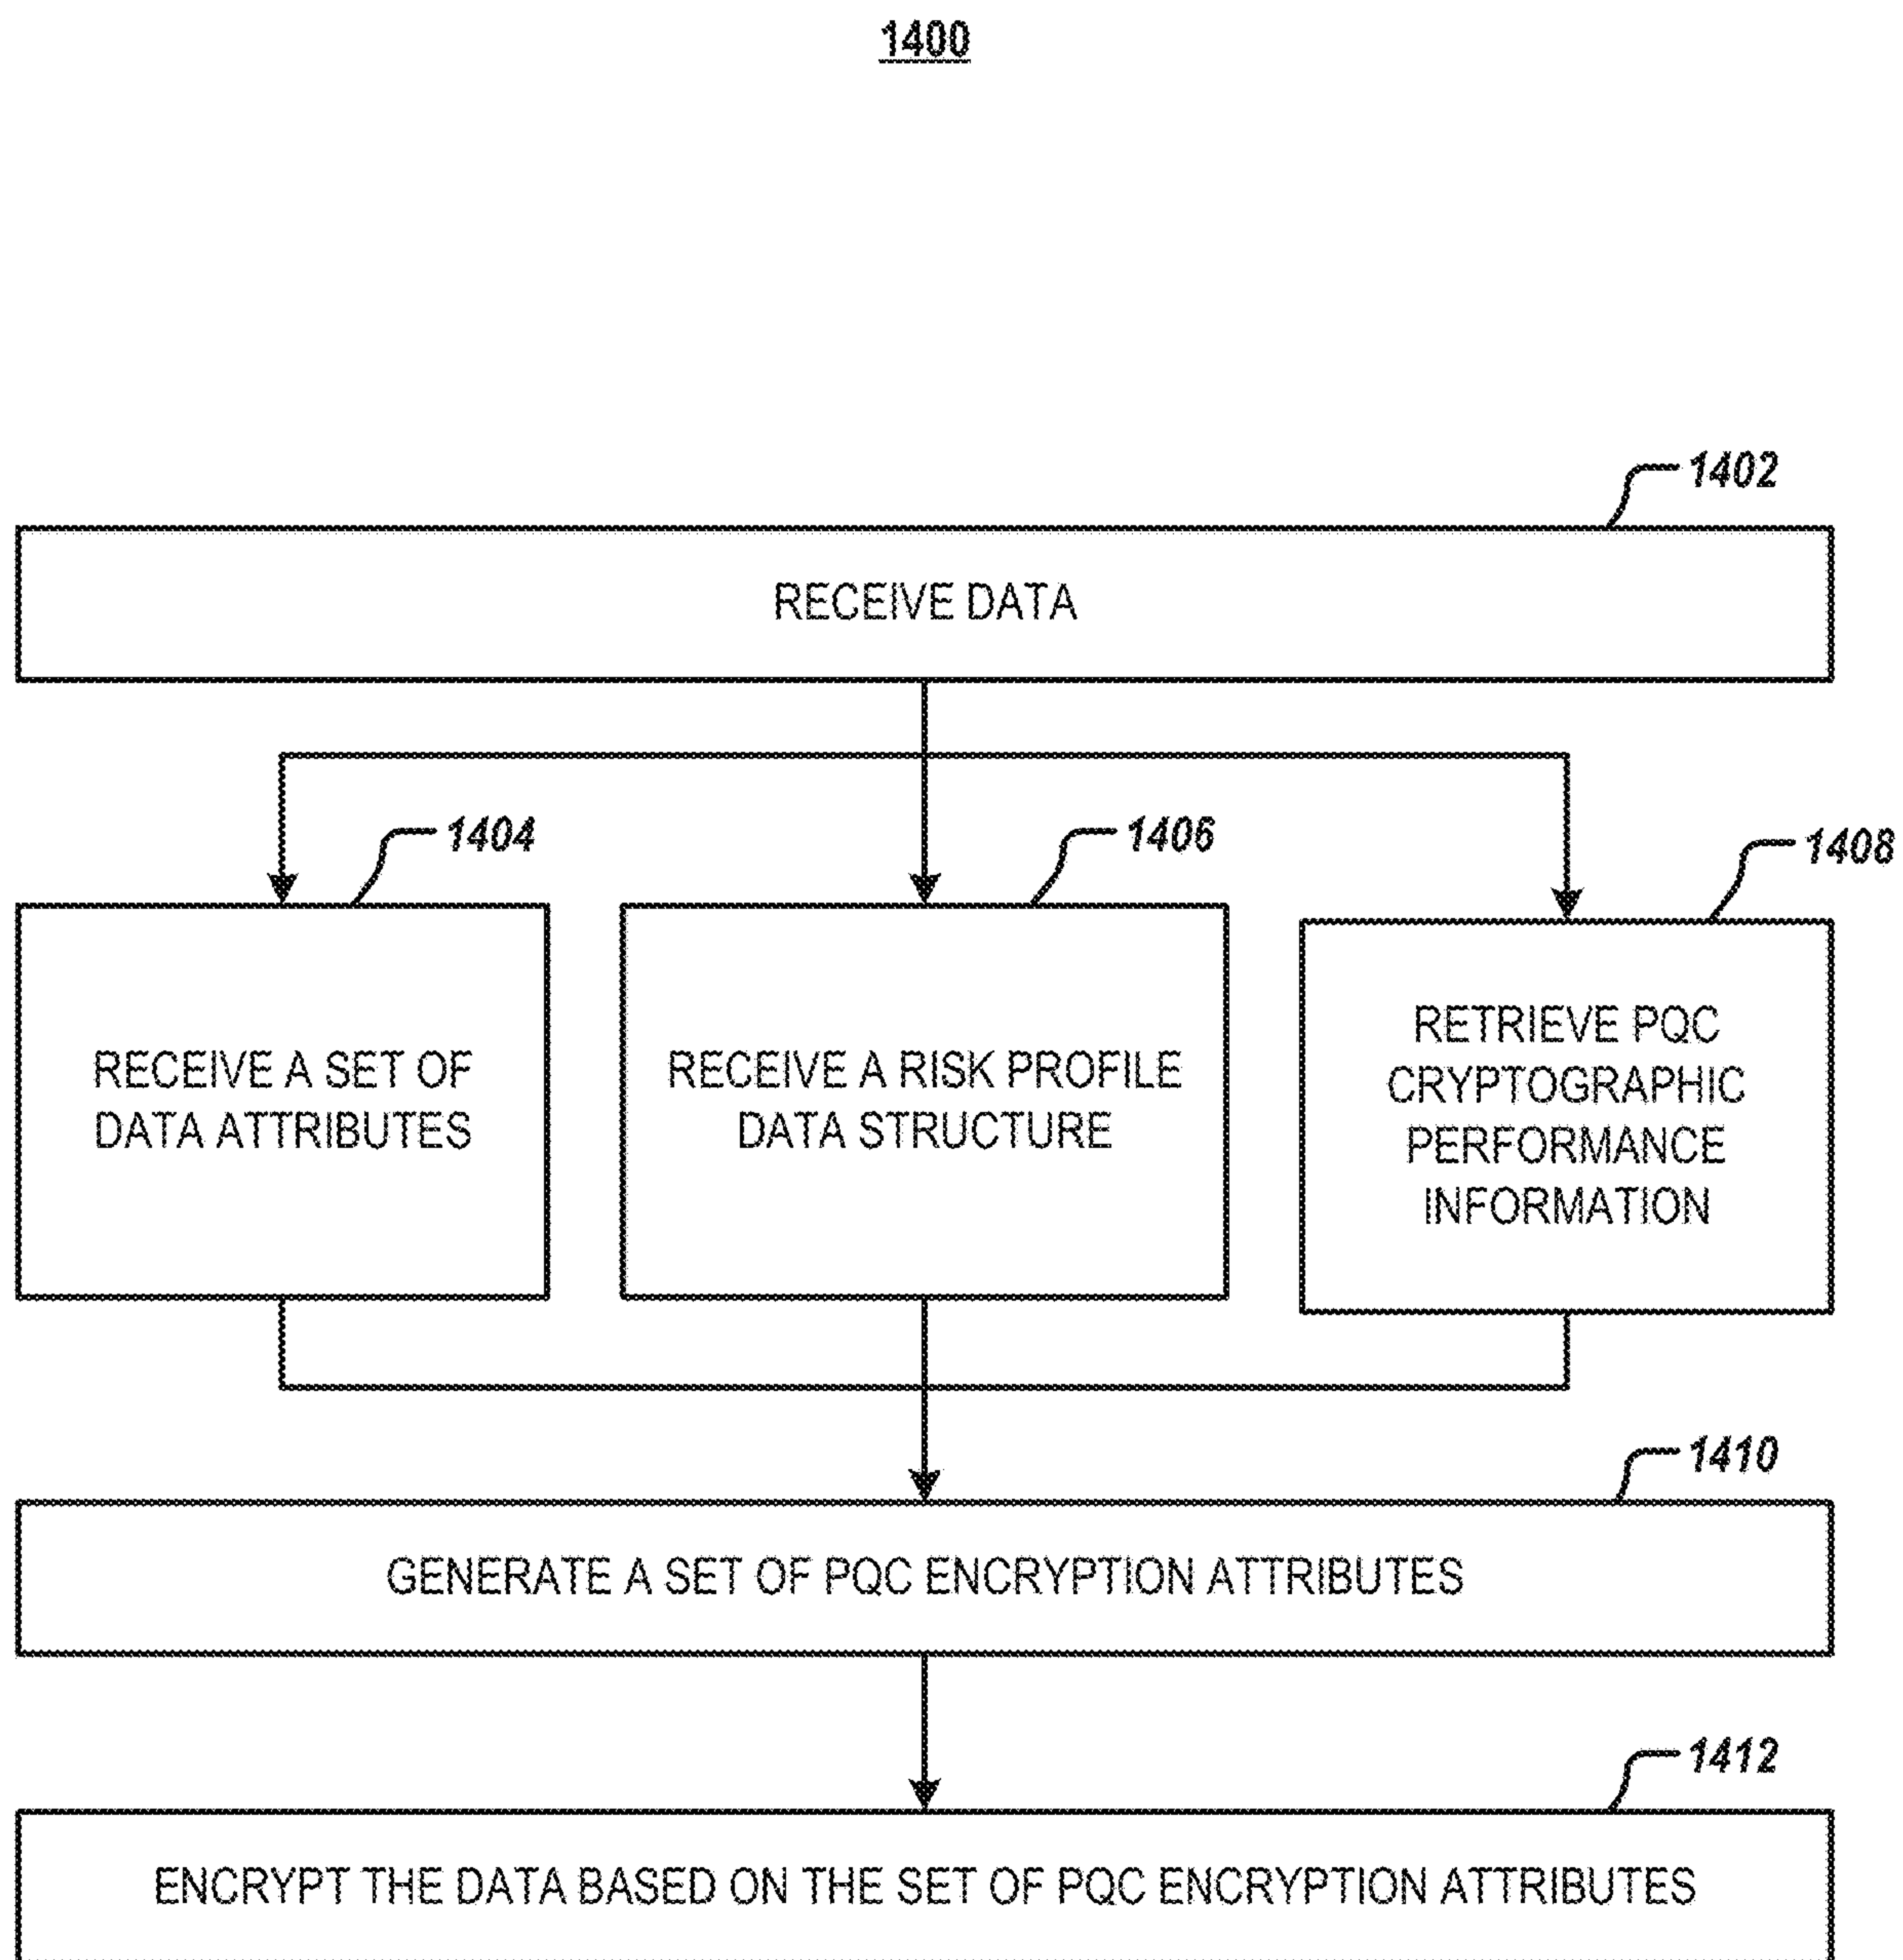 1400
1402
RECEIVE DATA
1404
1406
1408
RECEIVE A SET OF
DATA ATTRIBUTES
RECEIVE A RISK PROFILE
DATA STRUCTURE
RETRIEVE PQC
CRYPTOGRAPHIC
PERFORMANCE
INFORMATION
1410
GENERATE A SET OF PQC ENCRYPTION ATTRIBUTES
1412
ENCRYPT THE DATA BASED ON THE SET OF PQC ENCRYPTION ATTRIBUTES